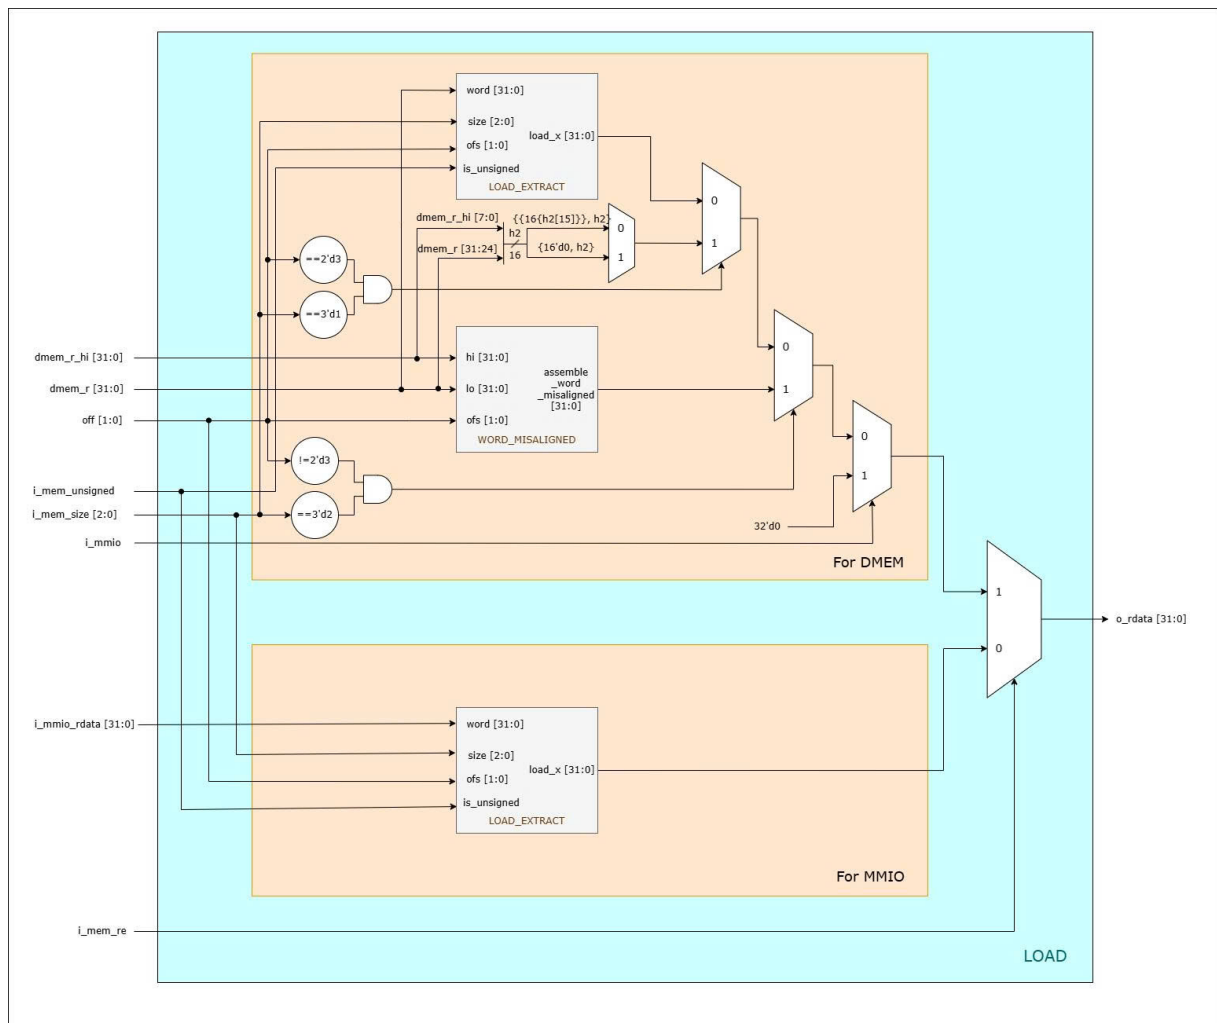 word [31:0]
size [2:0]
load_x [31:0]
ofs [1:0]
is_unsigned
LOAD_EXTRACT
0
1
dmem_r_hi [7:0]
{{16{h2[15]}}, h2}
h2
16
dmem_r [31:24]
{16'd0, h2}
0
1
==2'd3
==3'd1
dmem_r_hi [31:0]
dmem_r [31:0]
off [1:0]
hi [31:0]
lo [31:0]
ofs [1:0]
assemble
_word
_misaligned
[31:0]
WORD_MISALIGNED
0
1
!=2'd3
==3'd2
i_mem_unsigned
i_mem_size [2:0]
i_mmio
0
1
32'd0
For DMEM
1
0
o_rdata [31:0]
i_mmio_rdata [31:0]
word [31:0]
size [2:0]
load_x [31:0]
ofs [1:0]
is_unsigned
LOAD_EXTRACT
For MMIO
i_mem_re
LOAD